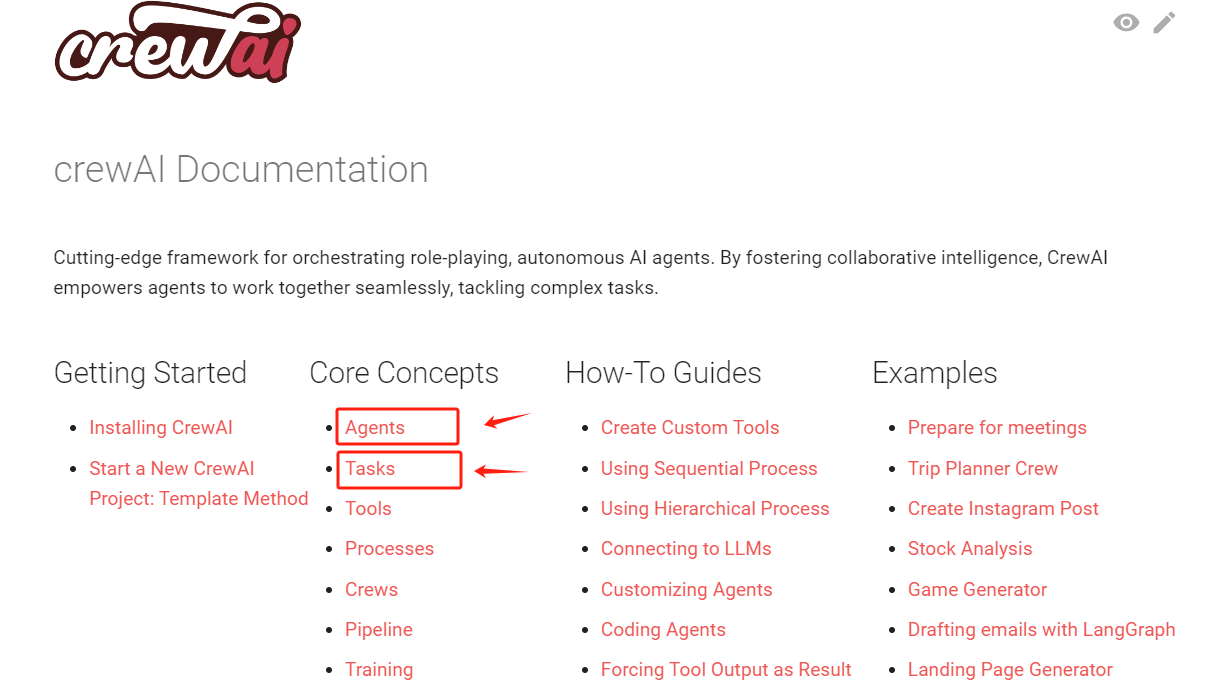 crewai
crewAI Documentation
Cutting-edge framework for orchestrating role-playing, autonomous AI agents. By fostering collaborative intelligence, CrewAI
empowers agents to work together seamlessly, tackling complex tasks.
Getting Started
Installing CrewAI
Start a New CrewAI
Project: Template Method
Core Concepts
Agents
Tasks
Tools
Processes
Crews
Pipeline
Training
How-To Guides
Create Custom Tools
Using Sequential Process
Using Hierarchical Process
Connecting to LLMs
Customizing Agents
Coding Agents
Forcing Tool Output as Result
Examples
Prepare for meetings
Trip Planner Crew
Create Instagram Post
Stock Analysis
Game Generator
Drafting emails with LangGraph
Landing Page Generator